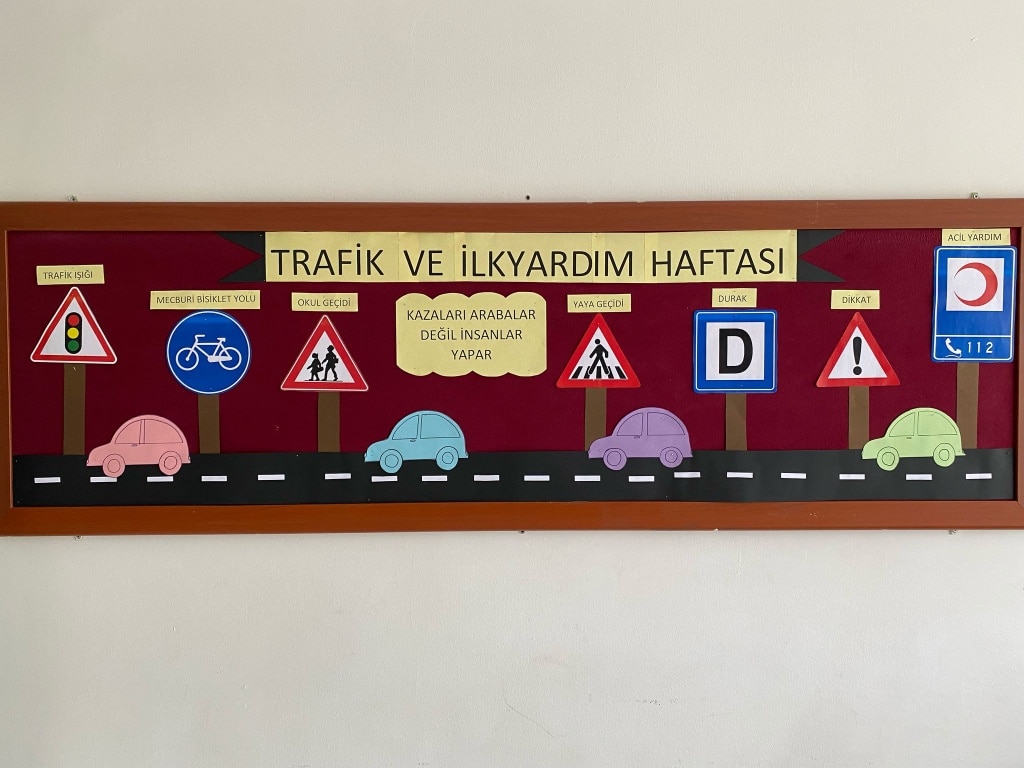 TRAFİK VE İLKYARDIM HAFTASI
ACİL YARDIM
TRAFİK IŞIĞI
MECBURİ BİSİKLET YOLU
OKUL GEÇİDİ
KAZALARI ARABALAR
DEĞİL İNSANLAR
YAPAR
YAYA GEÇİDİ
DURAK
DİKKAT
D
!
112